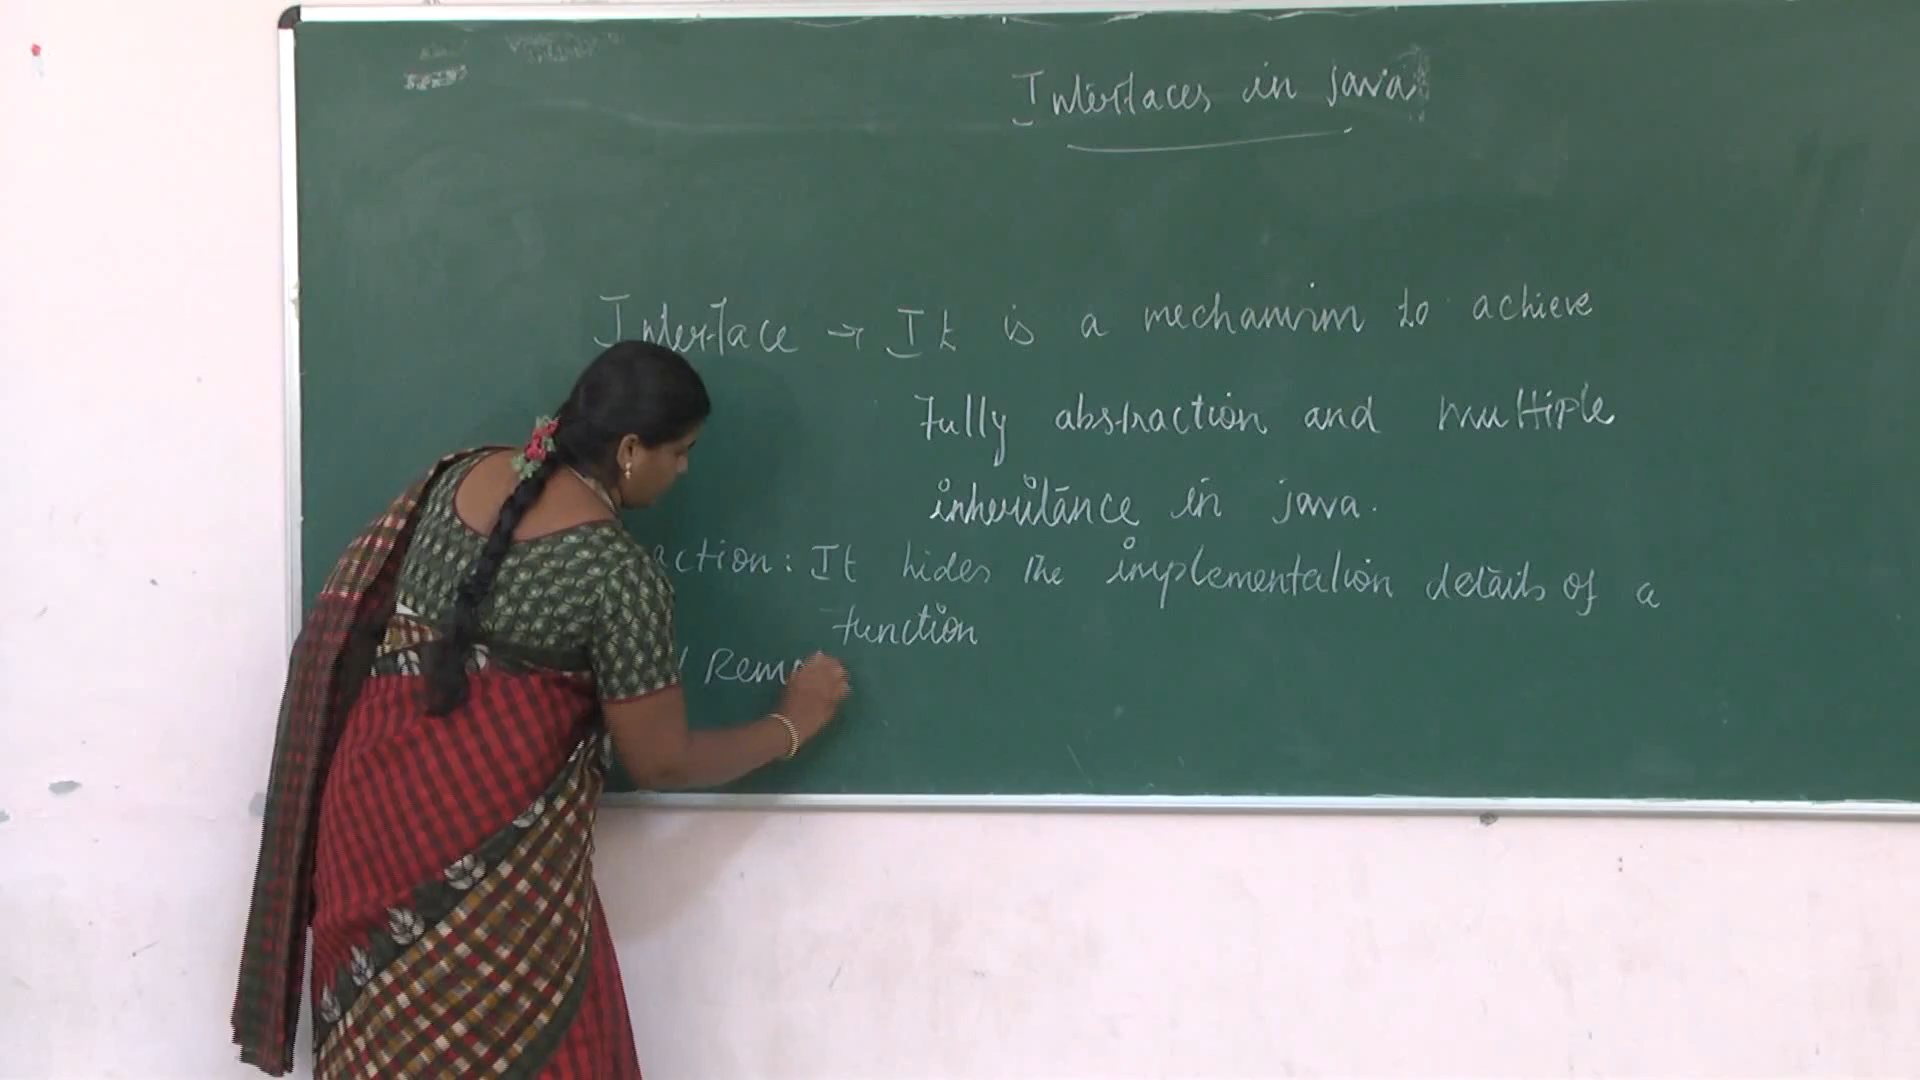 Interfaces in java
Interface → It is a mechanism to achieve
Fully abstraction and multiple
inheritance in java.
action: It hides the implementation details of a
function
Remo